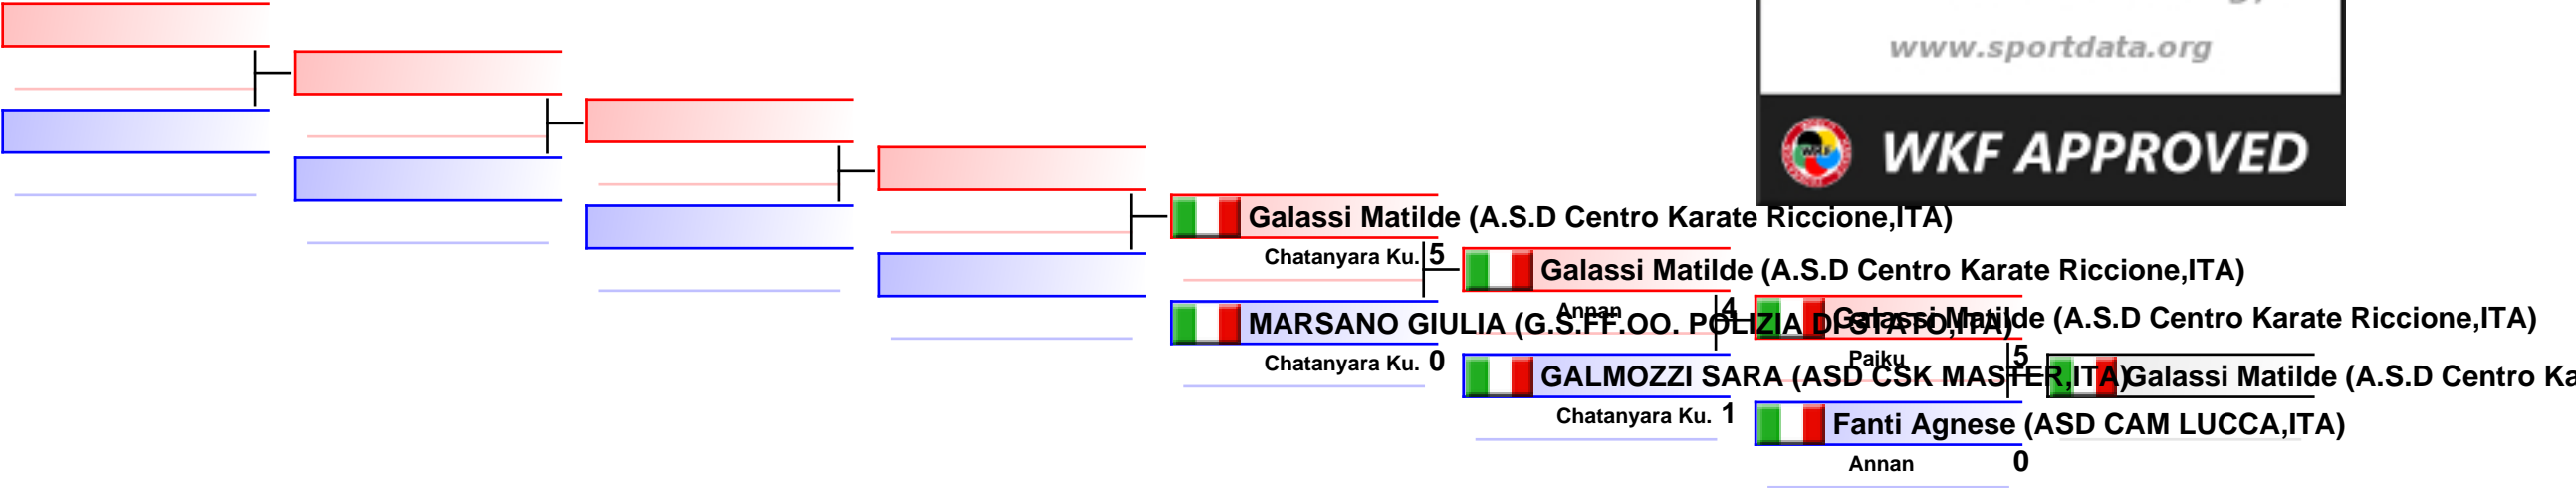 www.sportdata.org
WKF APPROVED
Galassi Matilde (A.S.D Centro Karate Riccione,ITA)
Chatanyara Ku. 5
Galassi Matilde (A.S.D Centro Karate Riccione,ITA)
Annan 4
MARSANO GIULIA (G.S.FF.OO. POLIZIA DI STATO,ITA)
Galassi Matilde (A.S.D Centro Karate Riccione,ITA)
Chatanyara Ku. 0
Paiku 5
GALMOZZI SARA (ASD CSK MASTER,ITA)
Galassi Matilde (A.S.D Centro Ka
Chatanyara Ku. 1
Fanti Agnese (ASD CAM LUCCA,ITA)
Annan 0